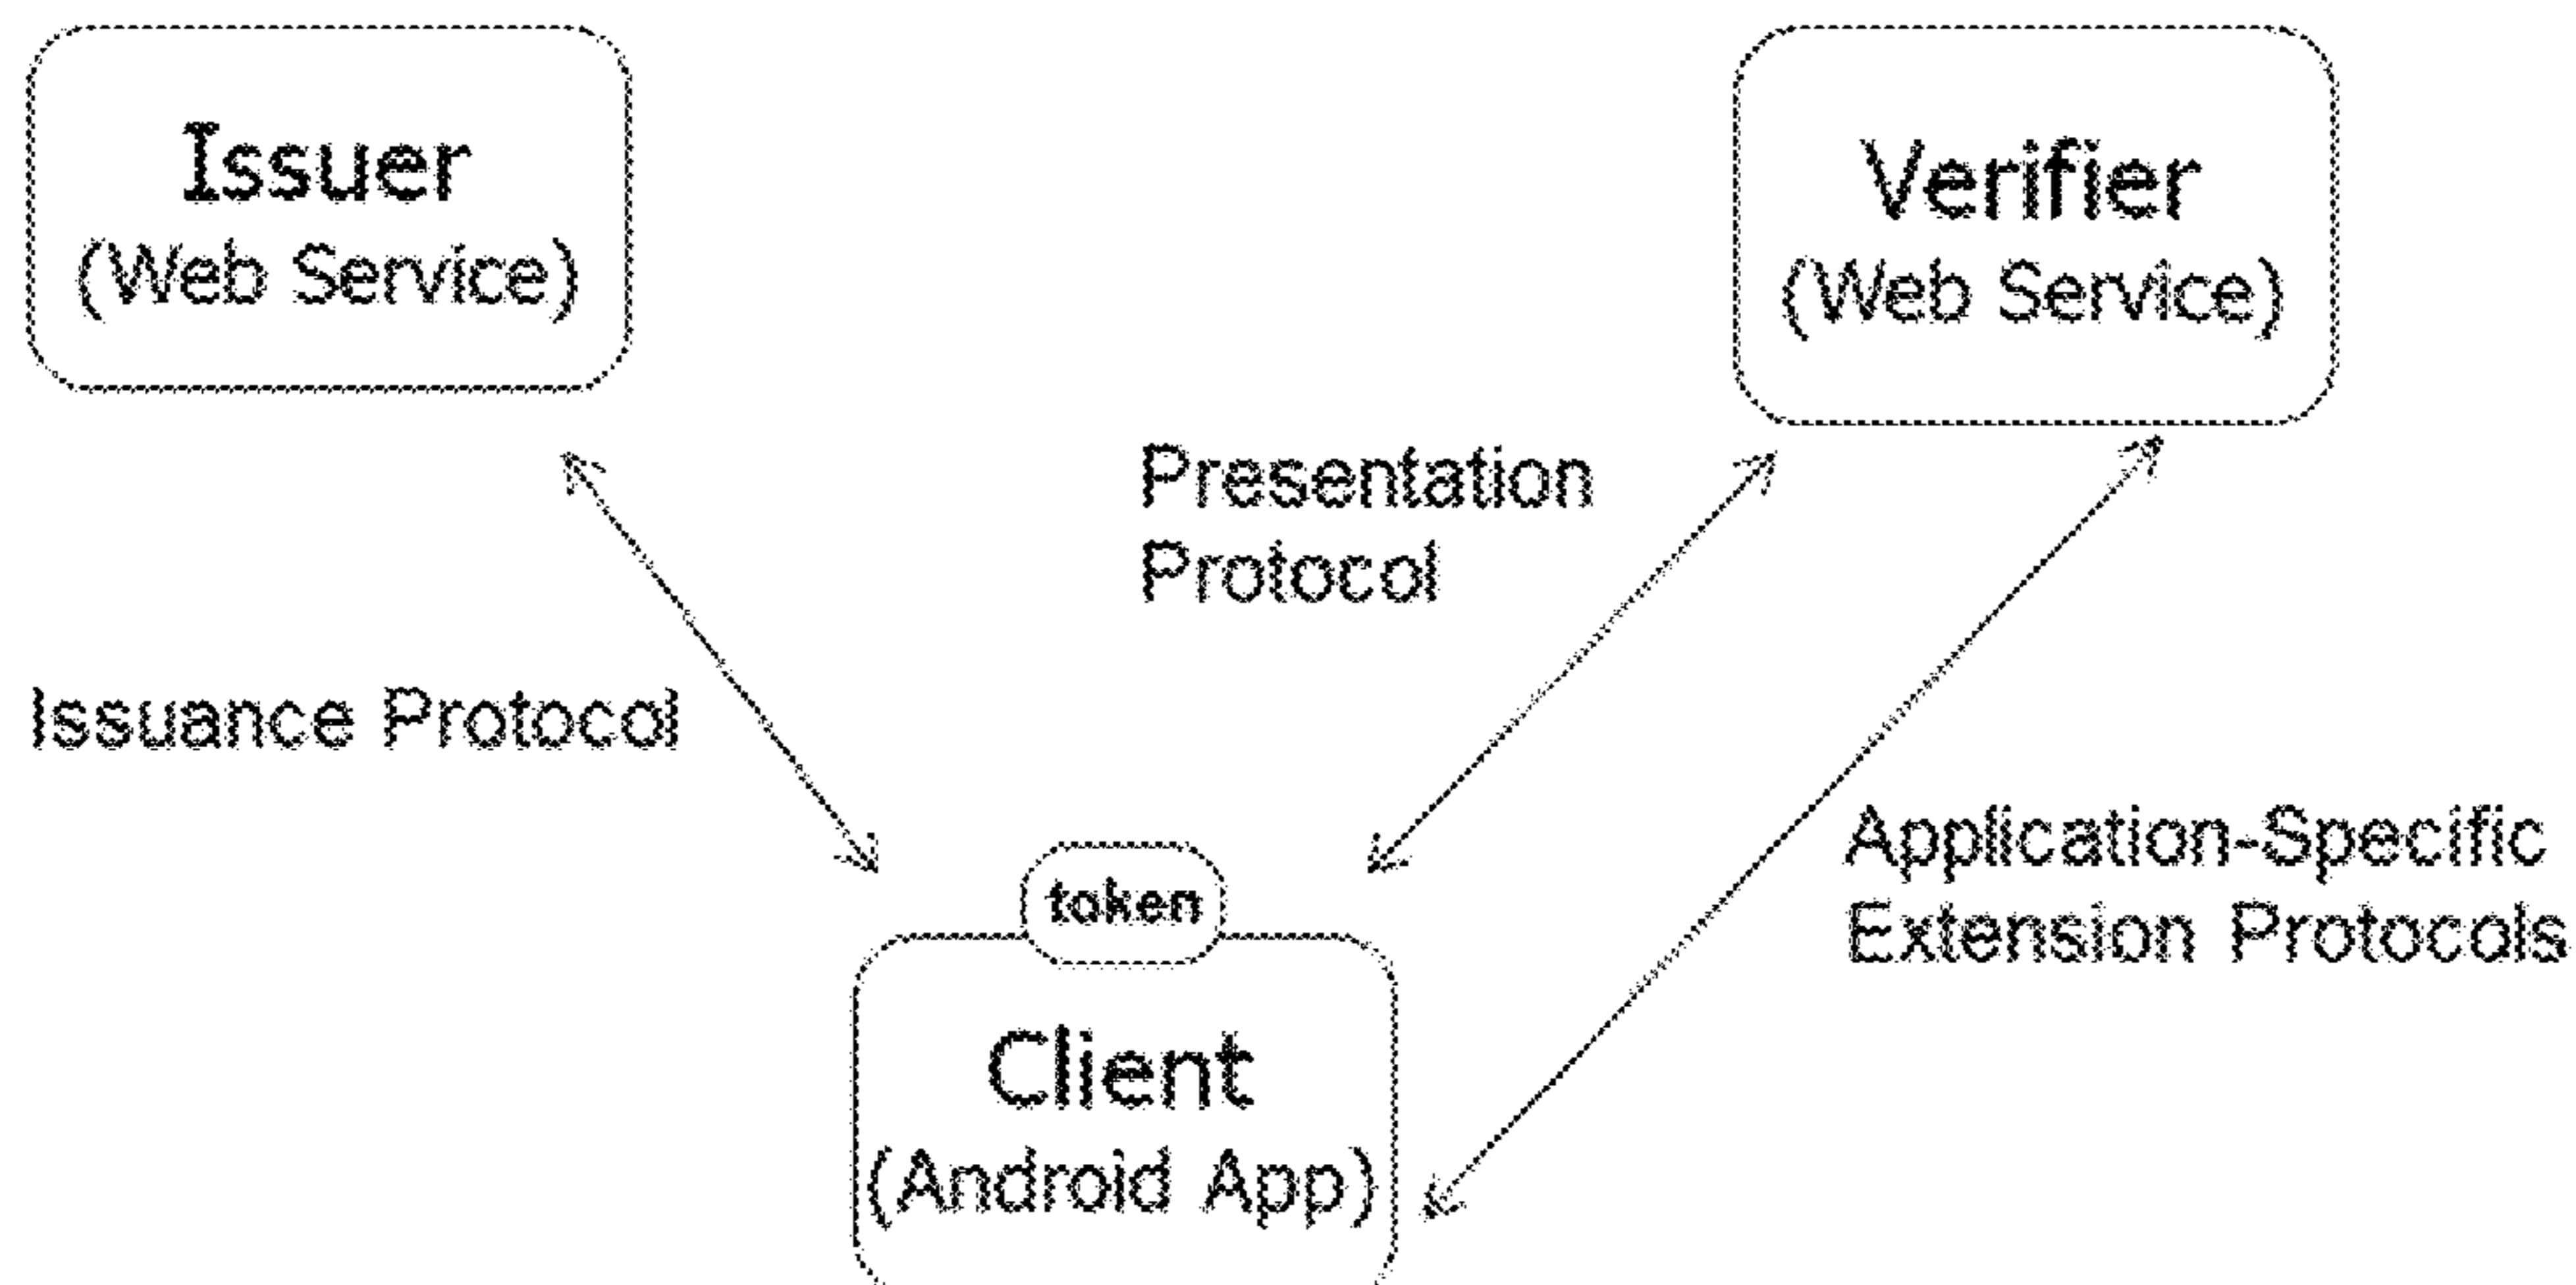 Issuer
(Web Service)
Verifier
(Web Service)
Presentation
Protocol
Issuance Protocol
Application-Specific
Extension Protocols
token
Client
(Android App)